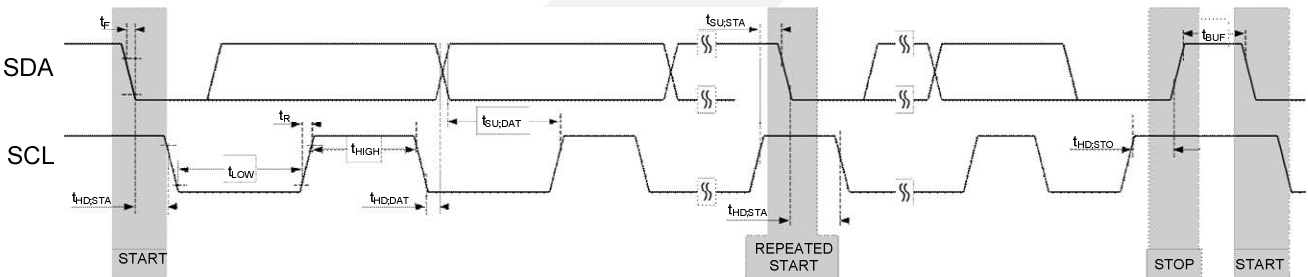 tF
tSU;STA
tBUF
SDA
tR
tSU;DAT
SCL
tHIGH
tHD;STO
tLOW
tHD;STA
tHD;DAT
tHD;STA
START
REPEATED
START
STOP
START